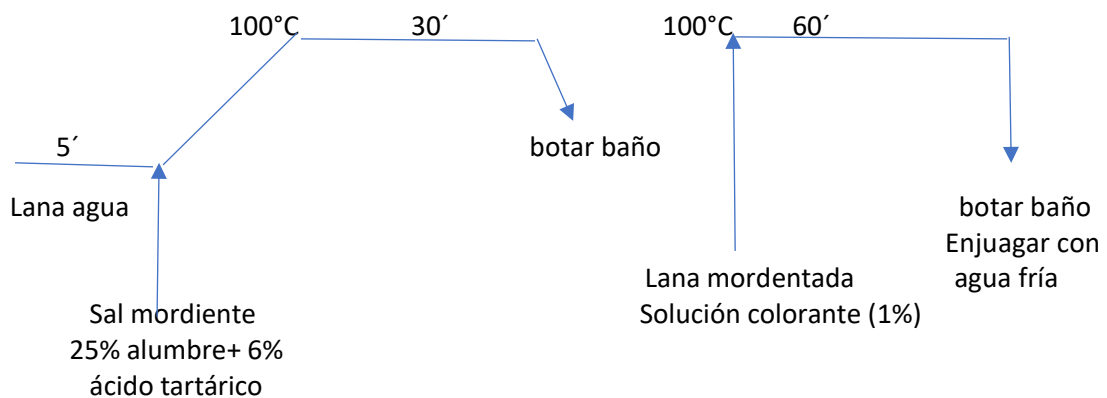 100°C
30´
5´
botar baño
Lana agua
Sal mordiente
25% alumbre+ 6%
ácido tartárico
100°C
60´
botar baño
Enjuagar con
agua fría
Lana mordentada
Solución colorante (1%)